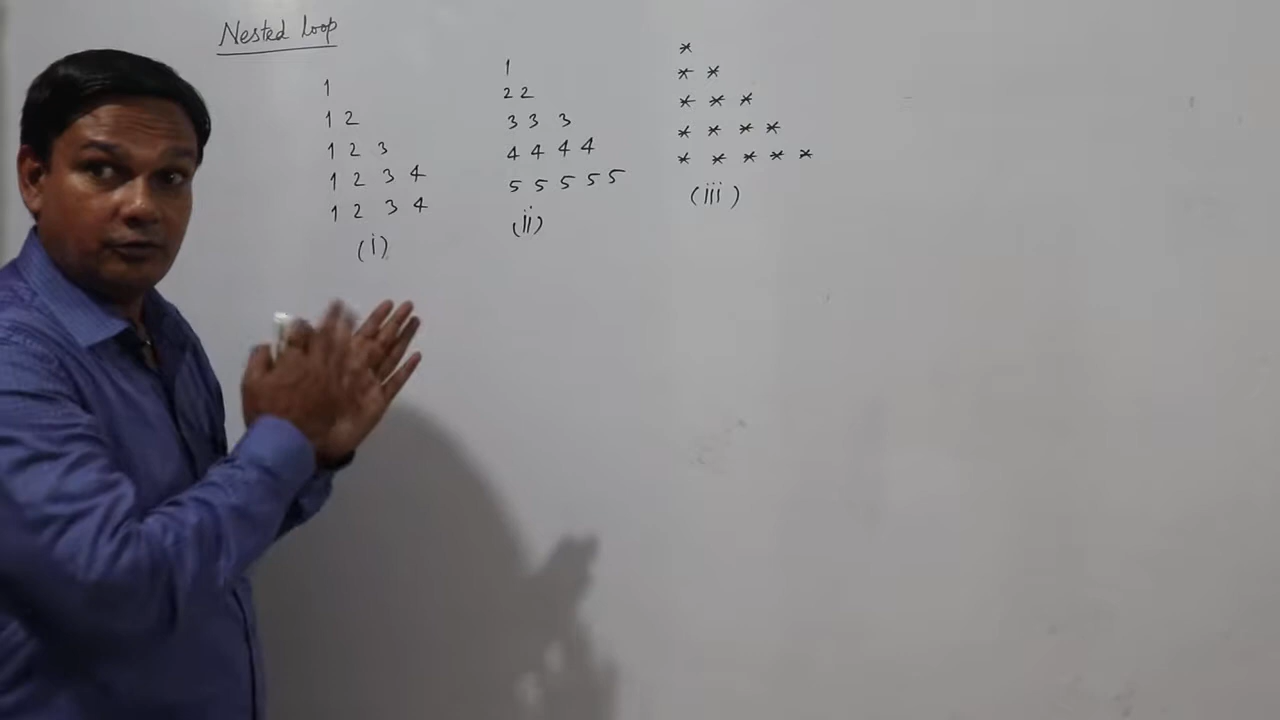 Nested loop
1
1 2
1 2 3
1 2 3 4
1 2 3 4
(i)
1
2 2
3 3 3
4 4 4 4
5 5 5 5 5
(ii)
*
* *
* * *
* * * *
* * * * *
(iii)